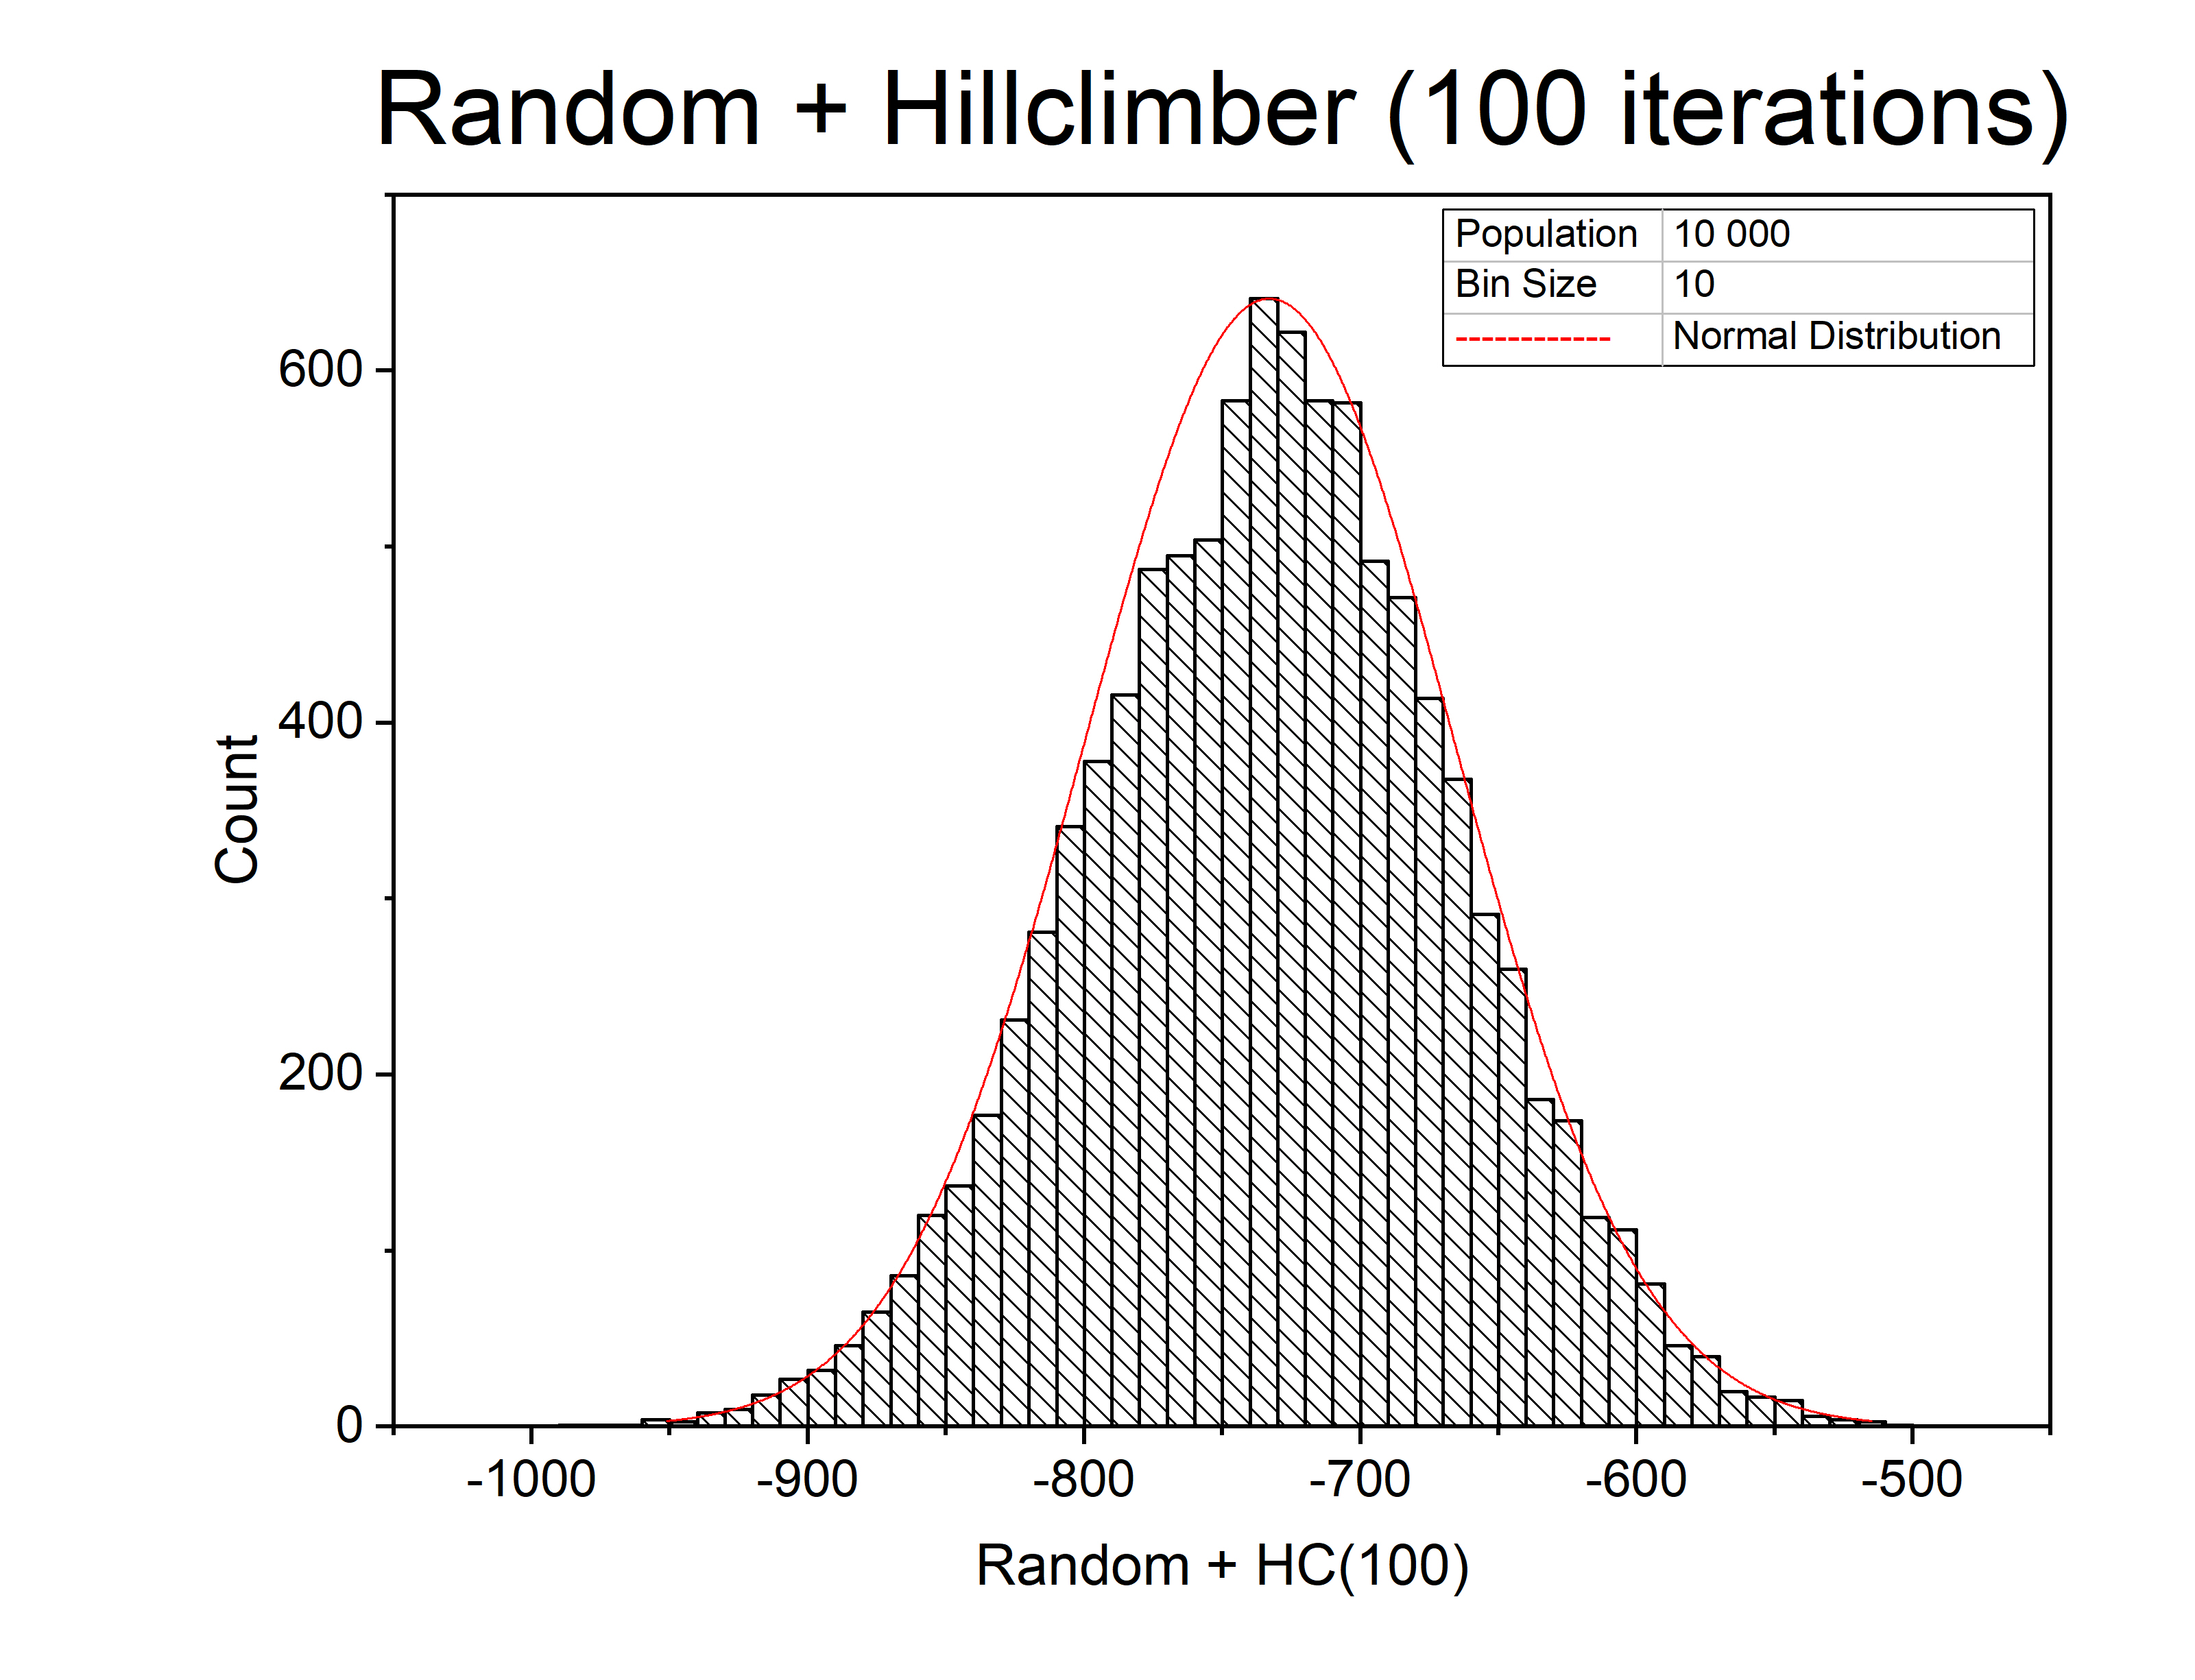 Random + Hillclimber (100 iterations)
Population 10 000
Bin Size 10
Normal Distribution
600
400
200
0
Count
-1000 -900 -800 -700 -600 -500
Random + HC(100)